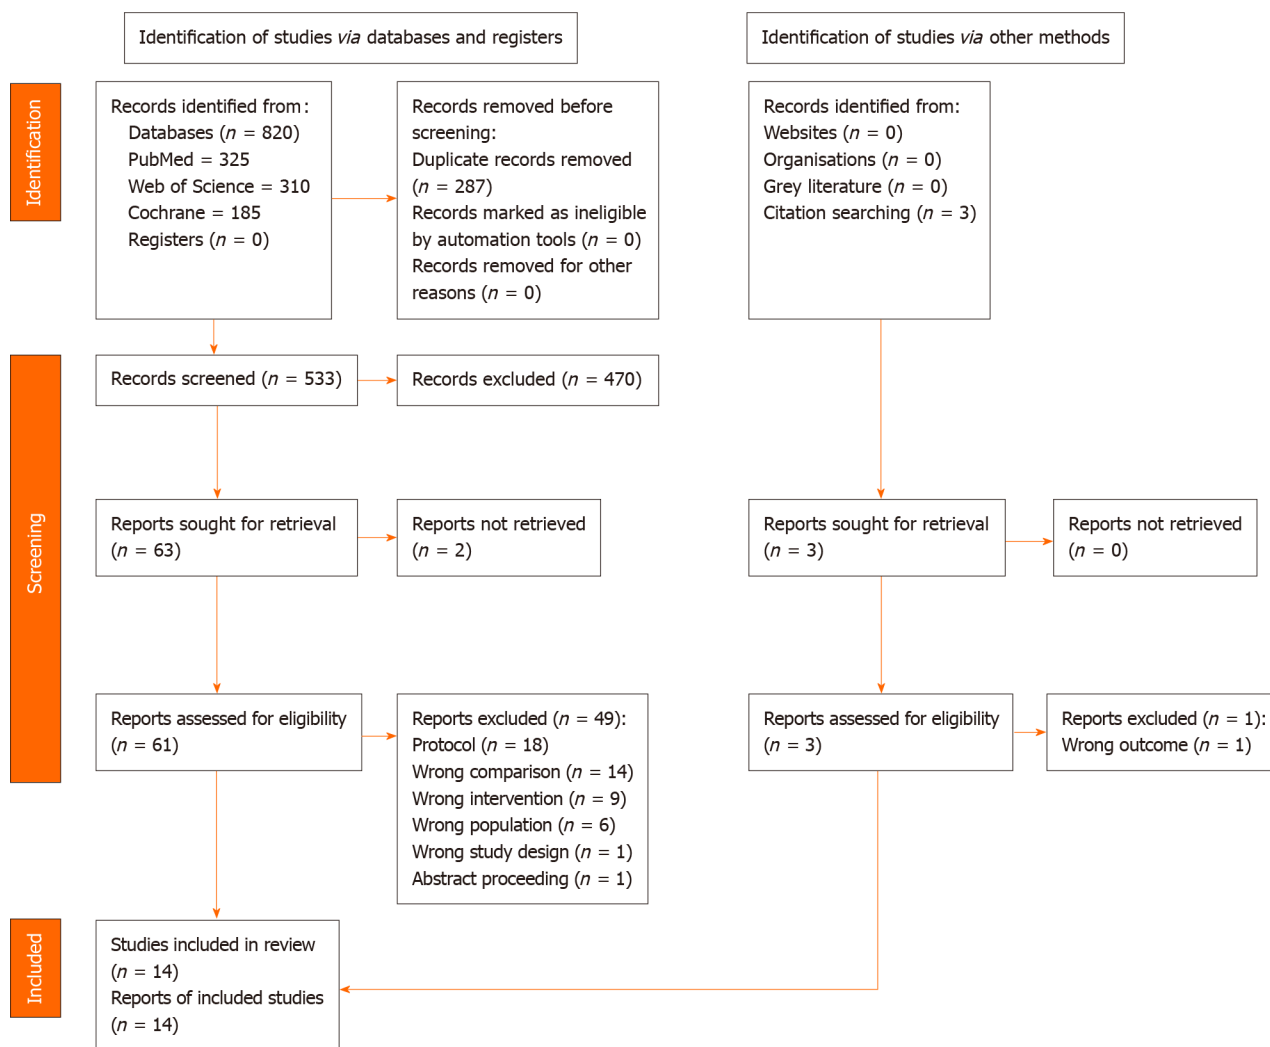 Identification of studies via databases and registers
Identification of studies via other methods
Identification
Records identified from:
Databases (n = 820)
PubMed = 325
Web of Science = 310
Cochrane = 185
Registers (n = 0)
Records removed before
screening:
Duplicate records removed
(n = 287)
Records marked as ineligible
by automation tools (n = 0)
Records removed for other
reasons (n = 0)
Records identified from:
Websites (n = 0)
Organisations (n = 0)
Grey literature (n = 0)
Citation searching (n = 3)
Screening
Records screened (n = 533)
Records excluded (n = 470)
Reports sought for retrieval
(n = 63)
Reports not retrieved
(n = 2)
Reports sought for retrieval
(n = 3)
Reports not retrieved
(n = 0)
Reports assessed for eligibility
(n = 61)
Reports excluded (n = 49):
Protocol (n = 18)
Wrong comparison (n = 14)
Wrong intervention (n = 9)
Wrong population (n = 6)
Wrong study design (n = 1)
Abstract proceeding (n = 1)
Reports assessed for eligibility
(n = 3)
Reports excluded (n = 1):
Wrong outcome (n = 1)
Included
Studies included in review
(n = 14)
Reports of included studies
(n = 14)